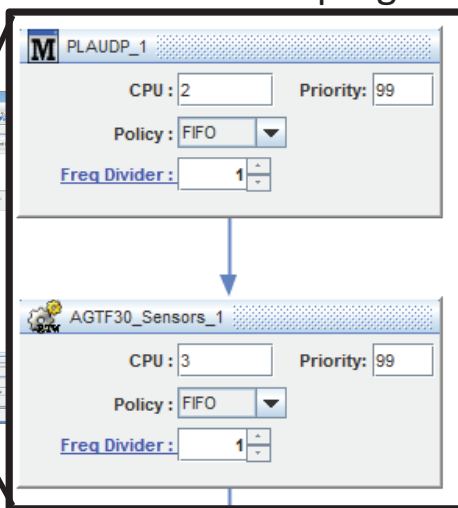 M PLAUDP_1
CPU : 2 Priority: 99
Policy : FIFO
Freq Divider : 1
RTW AGTF30_Sensors_1
CPU : 3 Priority: 99
Policy : FIFO
Freq Divider : 1